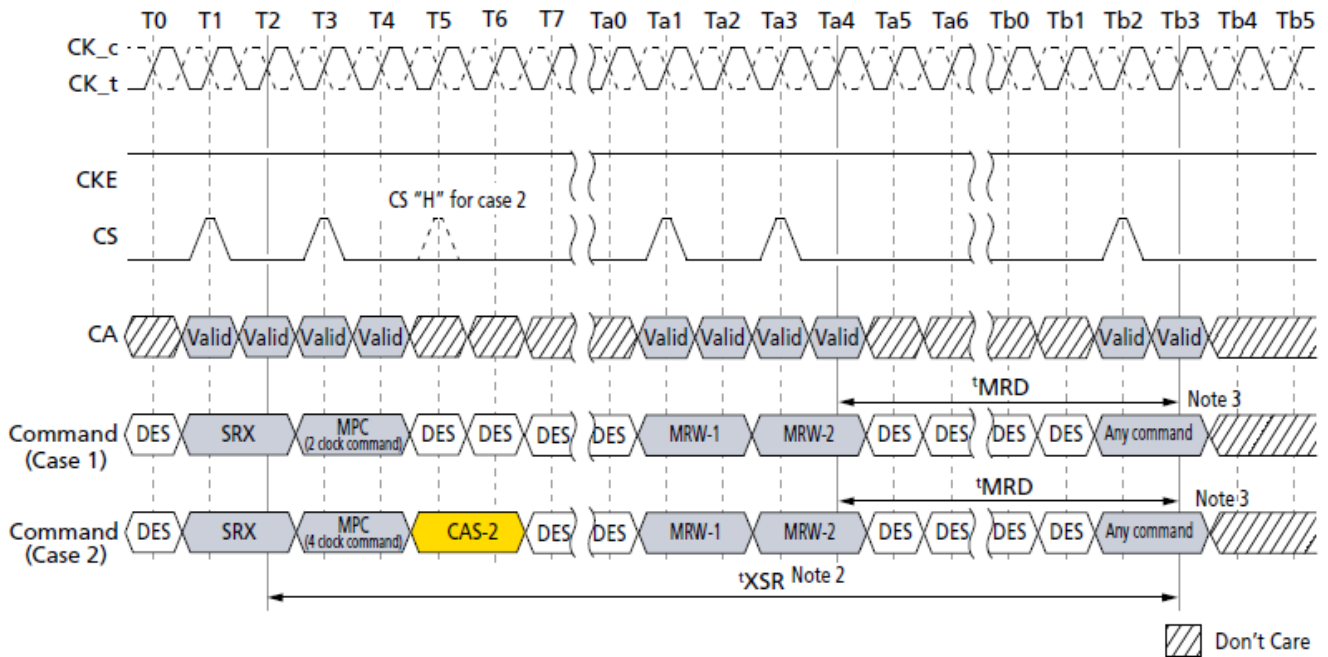 T0 T1 T2 T3 T4 T5 T6 T7 Ta0 Ta1 Ta2 Ta3 Ta4 Ta5 Ta6 Tb0 Tb1 Tb2 Tb3 Tb4 Tb5
CK_c
CK_t
CKE
CS "H" for case 2
CS
CA Valid Valid Valid Valid Valid Valid Valid Valid Valid Valid
tMRD Note 3
Command (Case 1) DES SRX MPC (2 clock command) DES DES DES DES MRW-1 MRW-2 DES DES DES DES Any command
tMRD Note 3
Command (Case 2) DES SRX MPC (4 clock command) CAS-2 DES DES MRW-1 MRW-2 DES DES DES DES Any command
tXSR Note 2
Don't Care